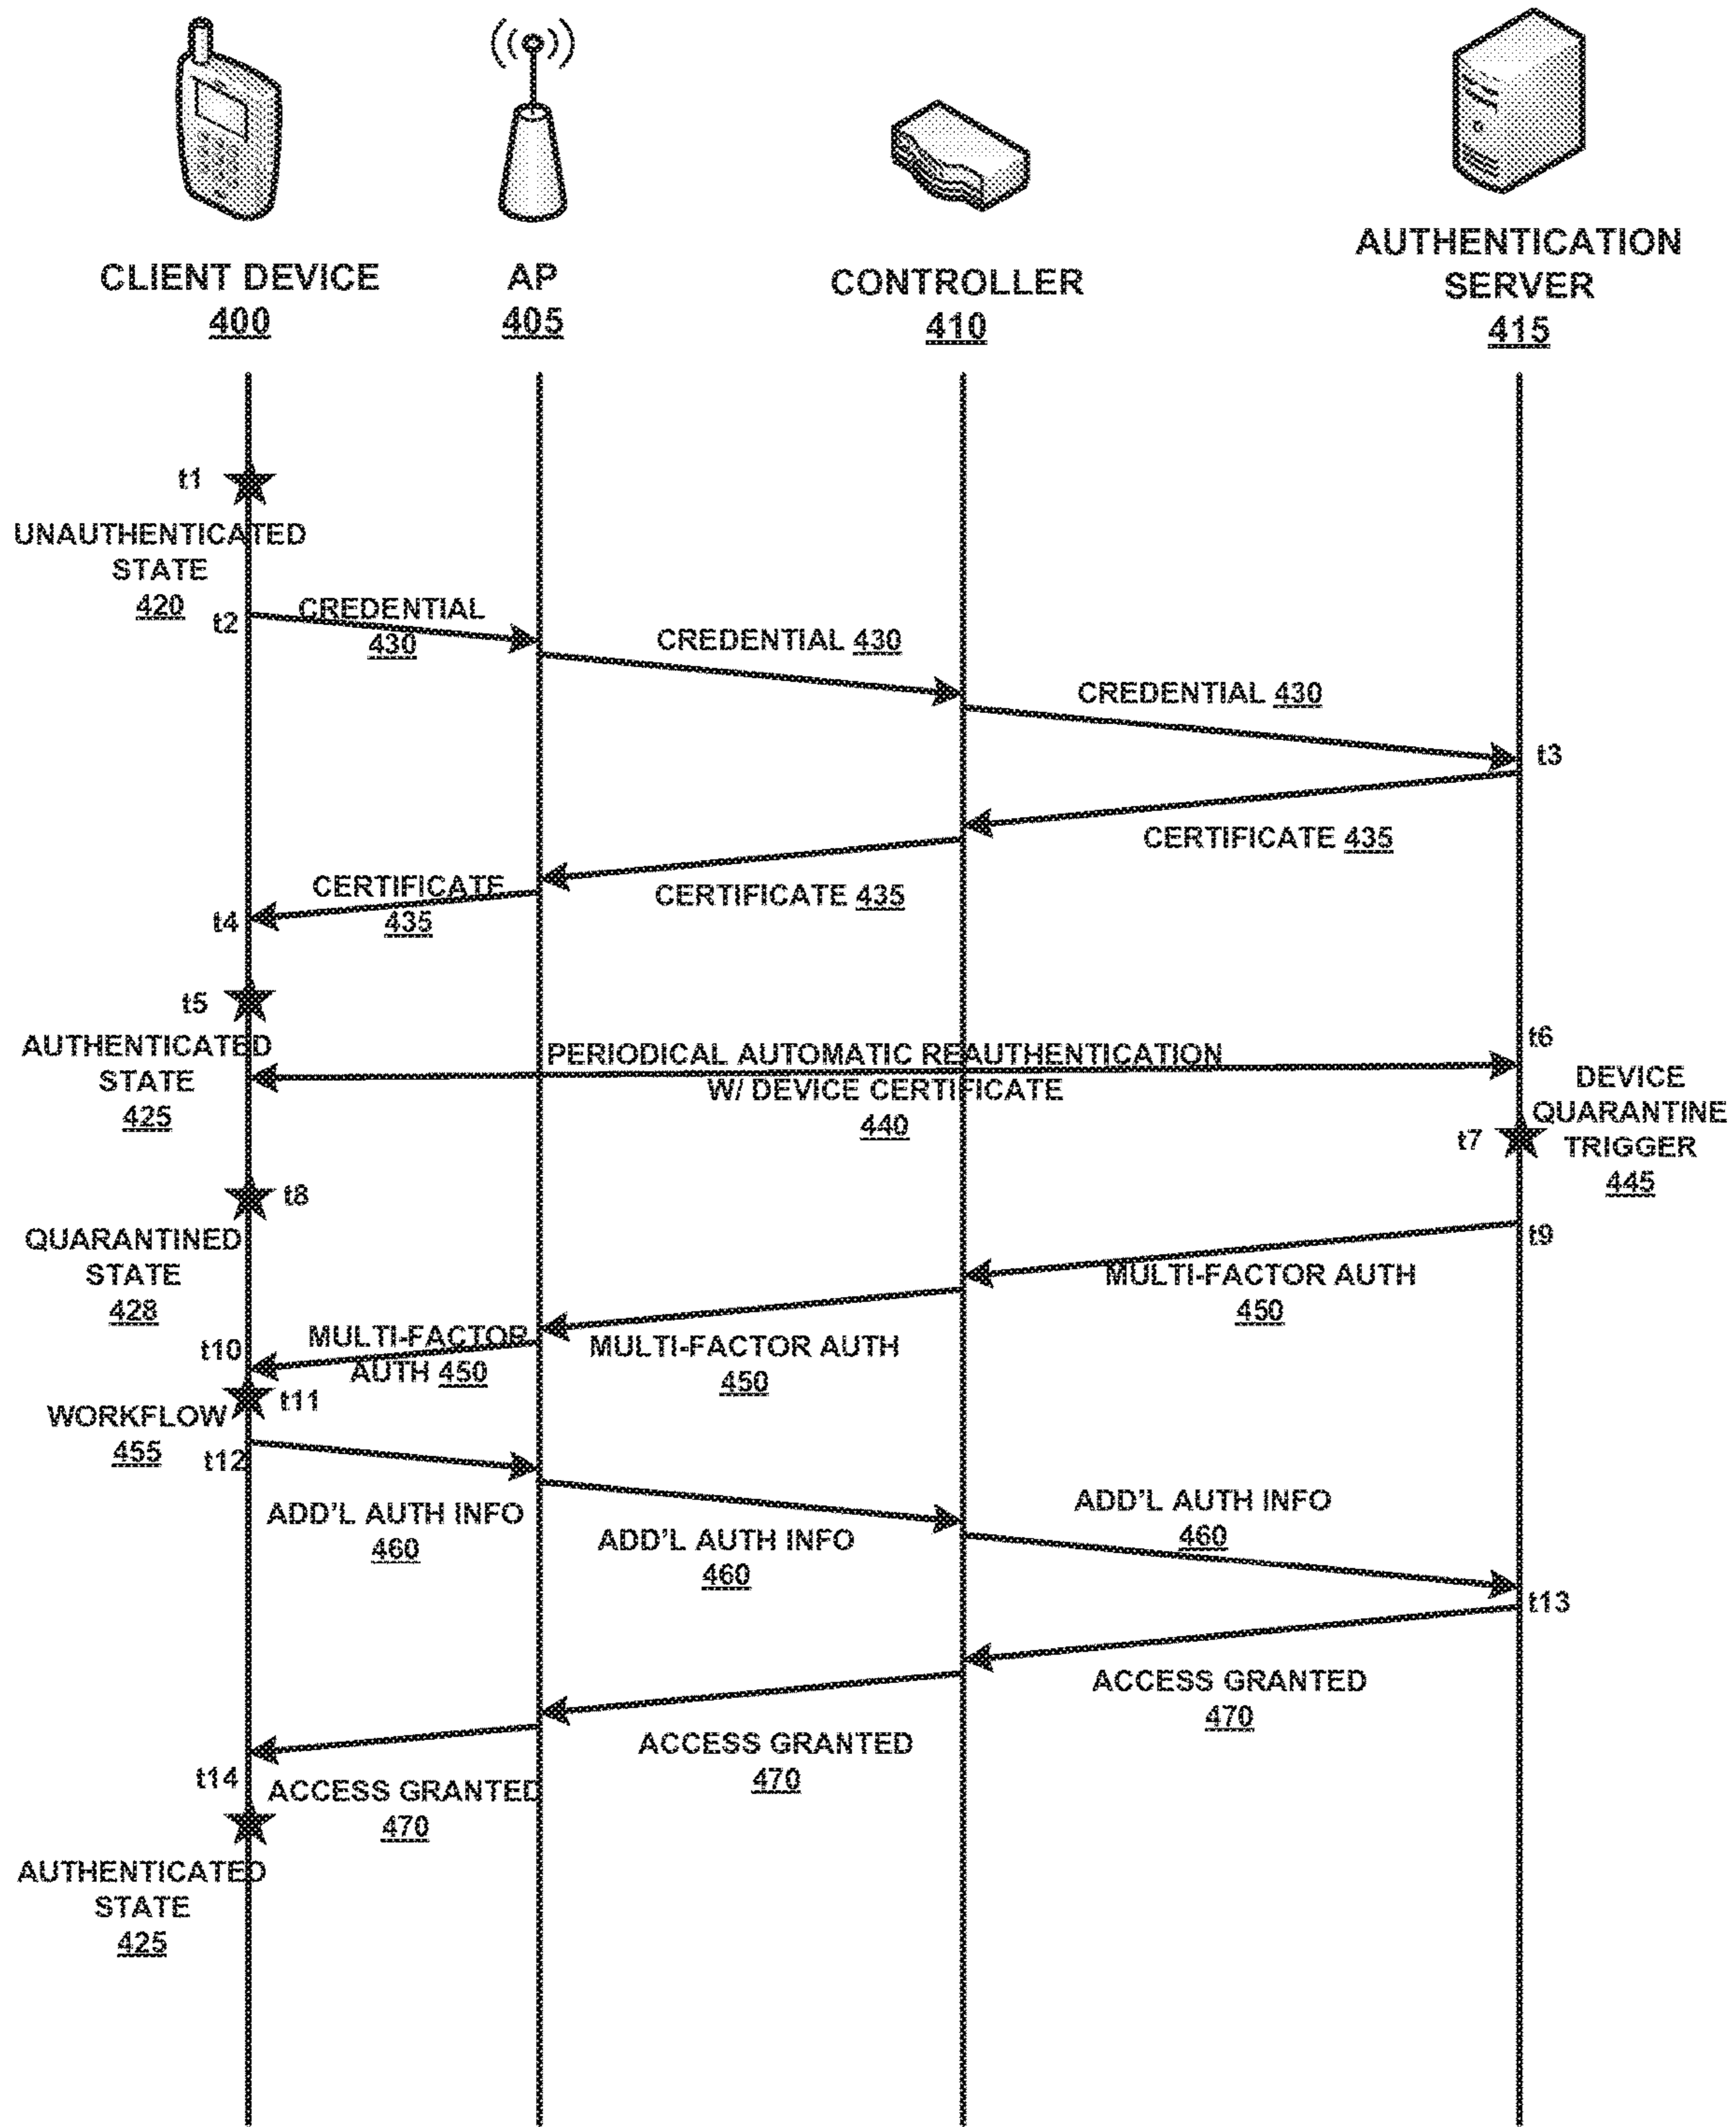 CLIENT DEVICE
400
AP
405
CONTROLLER
410
AUTHENTICATION
SERVER
415
t1
UNAUTHENTICATED
STATE
420
t2
CREDENTIAL
430
CREDENTIAL 430
CREDENTIAL 430
t3
CERTIFICATE 435
CERTIFICATE 435
CERTIFICATE
435
t4
t5
AUTHENTICATED
STATE
425
PERIODICAL AUTOMATIC REAUTHENTICATION
W/ DEVICE CERTIFICATE
440
t6
DEVICE
QUARANTINE
TRIGGER
445
t7
t8
QUARANTINED
STATE
428
t9
MULTI-FACTOR AUTH
450
MULTI-FACTOR AUTH
450
MULTI-FACTOR
AUTH 450
t10
t11
WORKFLOW
455
t12
ADD'L AUTH INFO
460
ADD'L AUTH INFO
460
ADD'L AUTH INFO
460
t13
ACCESS GRANTED
470
ACCESS GRANTED
470
ACCESS GRANTED
470
t14
AUTHENTICATED
STATE
425